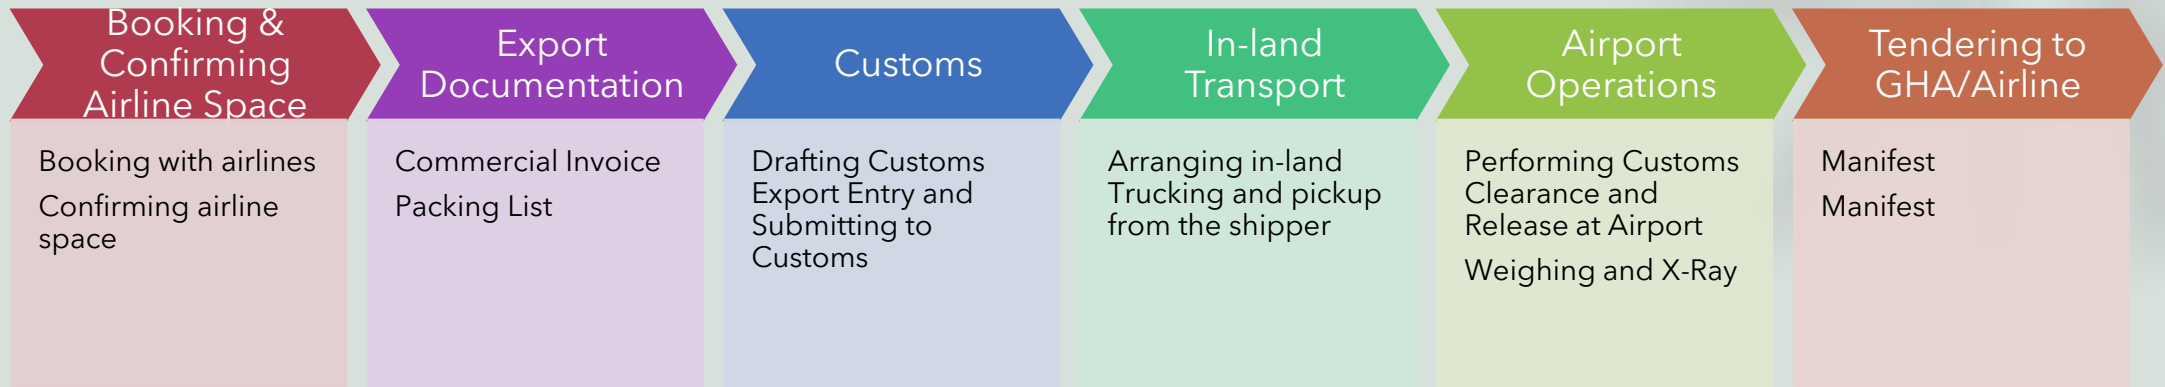 Booking &
Confirming
Airline Space
Export
Documentation
Customs
In-land
Transport
Airport
Operations
Tendering to
GHA/Airline
Booking with airlines
Confirming airline
space
Commercial Invoice
Packing List
Drafting Customs
Export Entry and
Submitting to
Customs
Arranging in-land
Trucking and pickup
from the shipper
Performing Customs
Clearance and
Release at Airport
Weighing and X-Ray
Manifest
Manifest